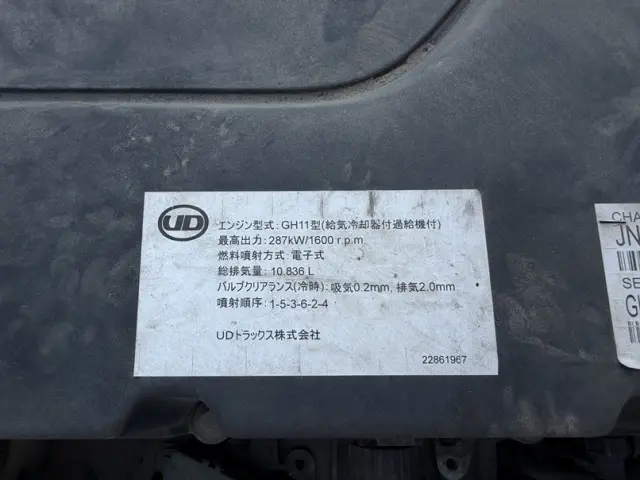 UD
エンジン型式: GH11型(給気冷却器付過給機付)
最高出力: 287kW/1600 r.p.m
燃料噴射方式: 電子式
総排気量: 10.836 L
バルブクリアランス(冷時): 吸気0.2mm, 排気2.0mm
噴射順序: 1-5-3-6-2-4
UDトラックス株式会社
22861967
CHA
JN
SE